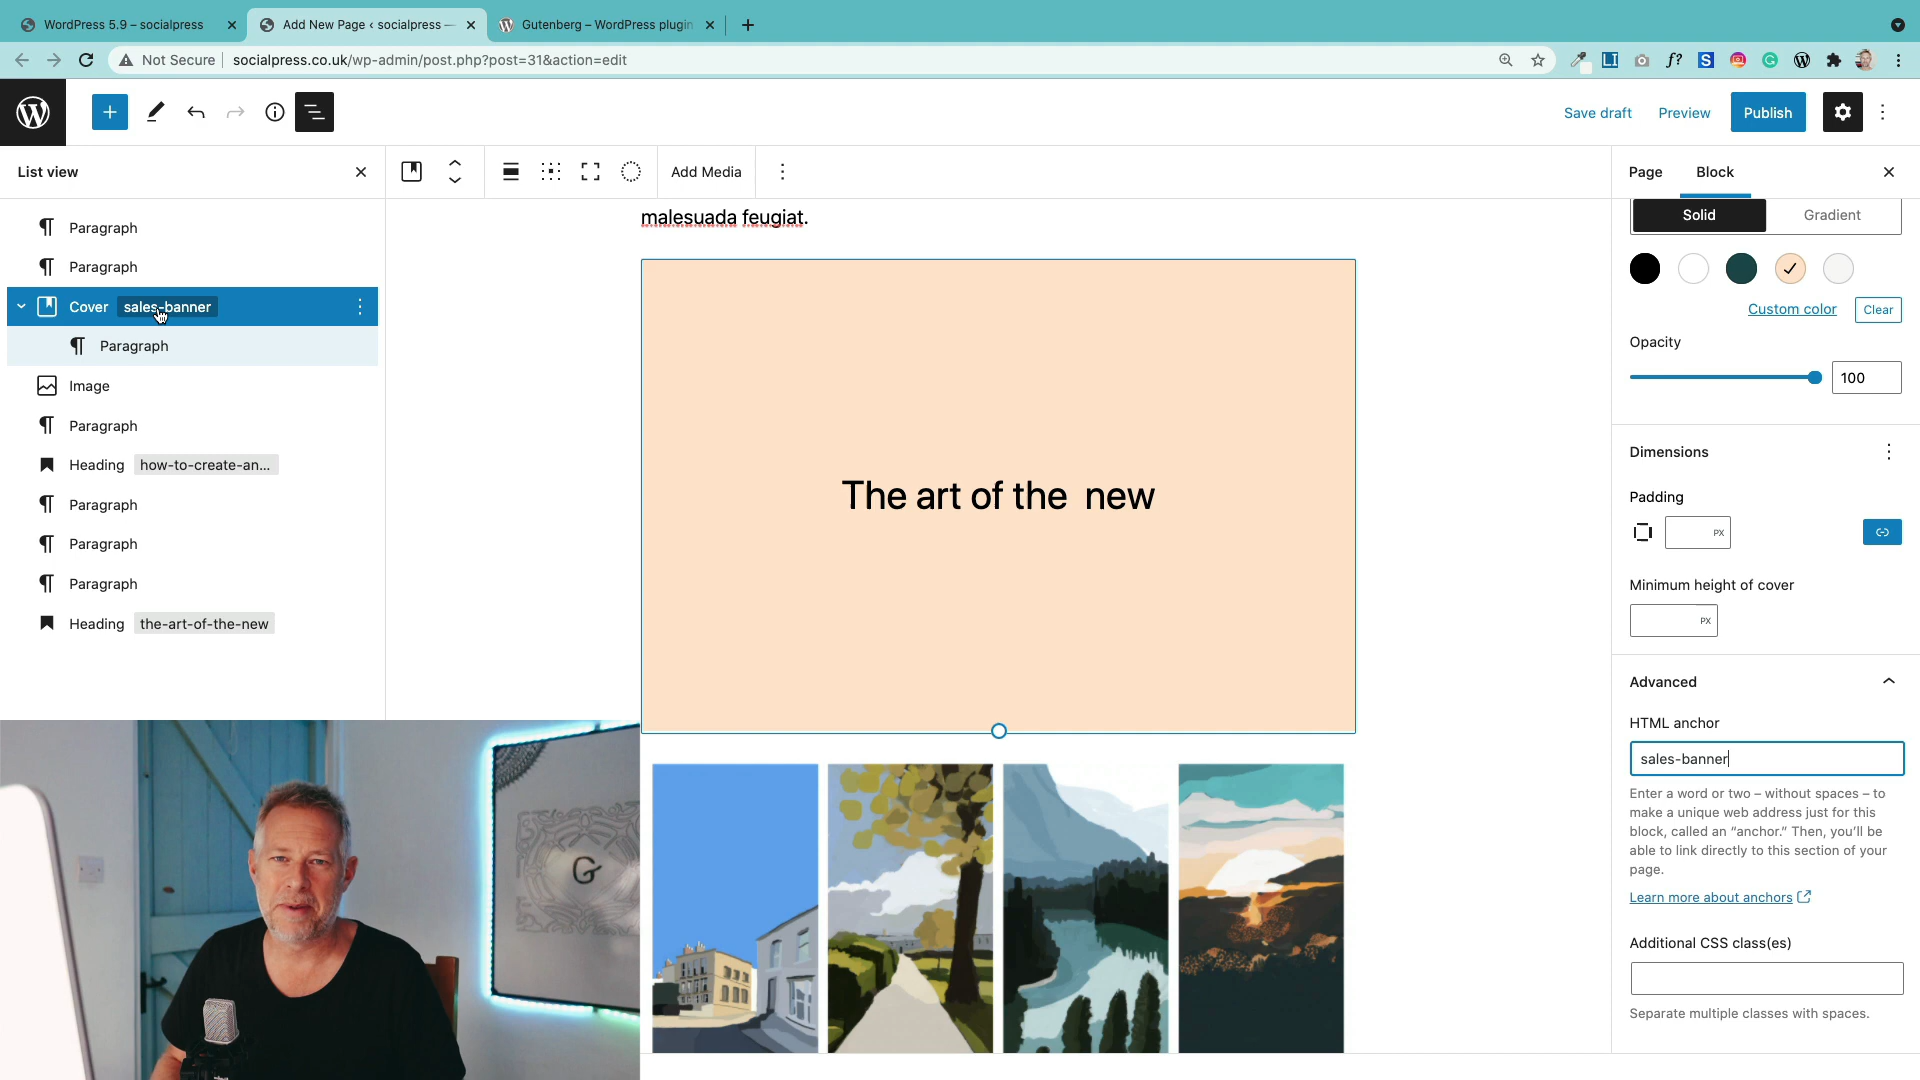 WordPress 5.9 – socialpress
Add New Page ‹ socialpress —
Gutenberg – WordPress plugin
Not Secure
socialpress.co.uk/wp-admin/post.php?post=31&action=edit
f?
Save draft
Preview
Publish
List view
Add Media
Page
Block
Paragraph
Paragraph
Cover sales-banner
Paragraph
Image
Paragraph
Heading how-to-create-an...
Paragraph
Paragraph
Paragraph
Heading the-art-of-the-new
malesuada feugiat.
The art of the new
G
Solid
Gradient
Custom color
Clear
Opacity
100
Dimensions
Padding
PX
Minimum height of cover
PX
Advanced
HTML anchor
sales-banner
Enter a word or two – without spaces – to
make a unique web address just for this
block, called an “anchor.” Then, you’ll be
able to link directly to this section of your
page.
Learn more about anchors
Additional CSS class(es)
Separate multiple classes with spaces.